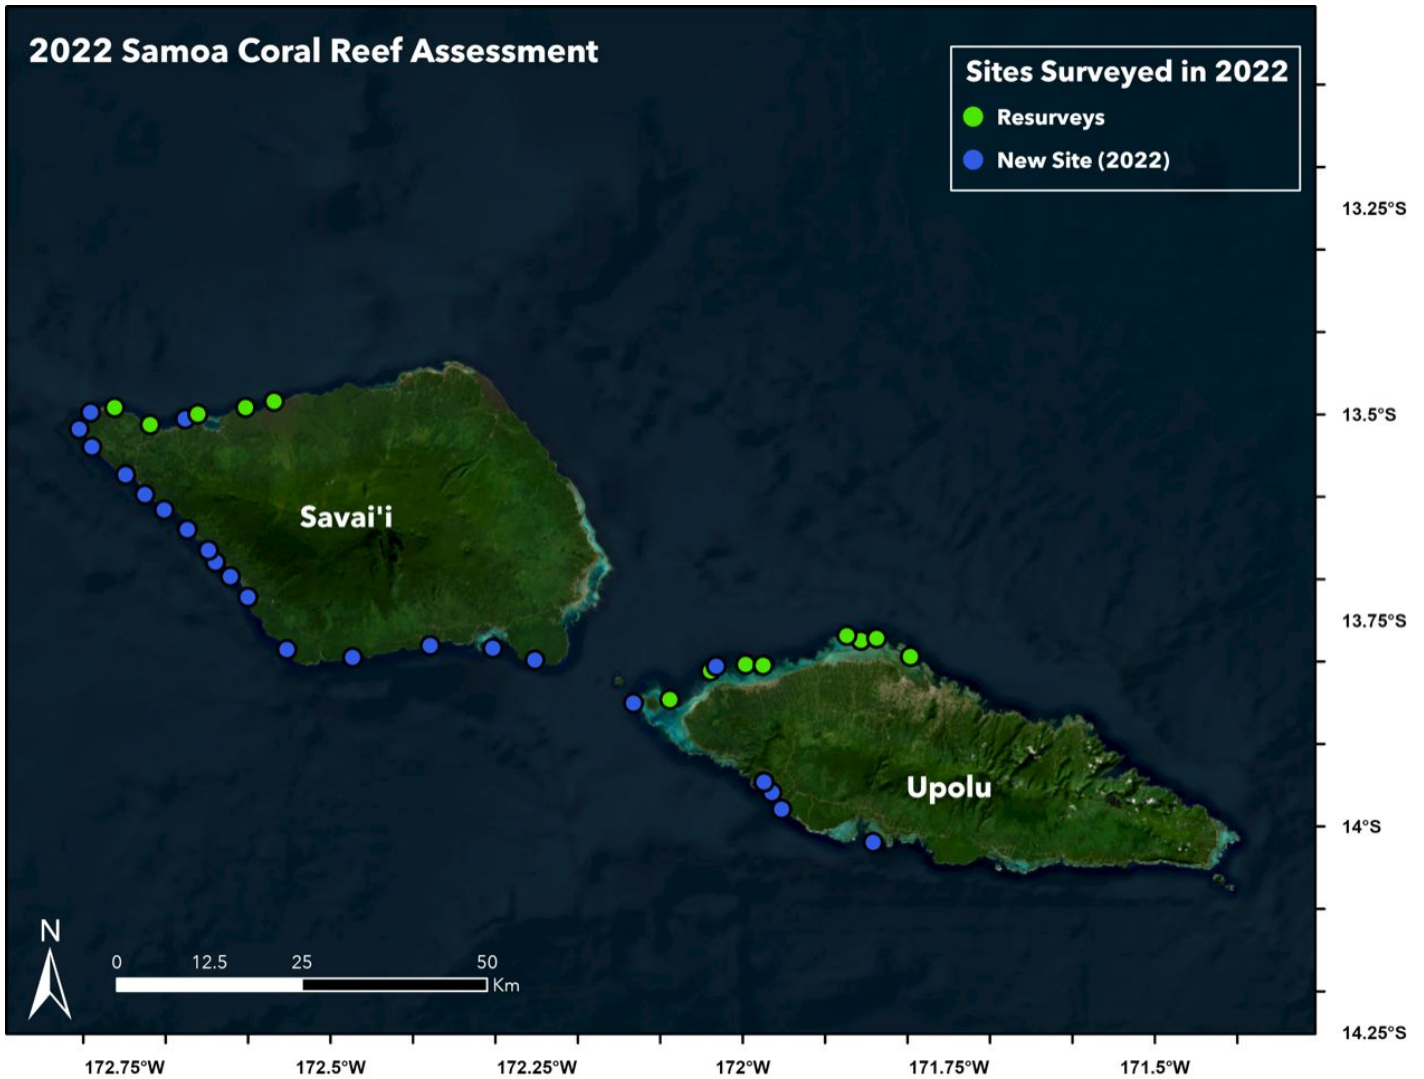 2022 Samoa Coral Reef Assessment
Sites Surveyed in 2022
Resurveys
New Site (2022)
13.25°S
13.5°S
Savai'i
13.75°S
Upolu
14°S
N
0 12.5 25 50
Km
14.25°S
172.75°W 172.5°W 172.25°W 172°W 171.75°W 171.5°W